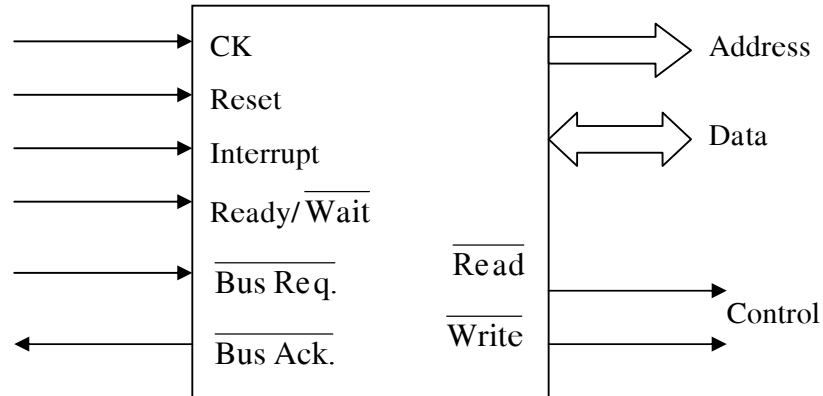 CK
Reset
Interrupt
Ready/ Wait
Bus Req.
Bus Ack.
Read
Write
Address
Data
Control